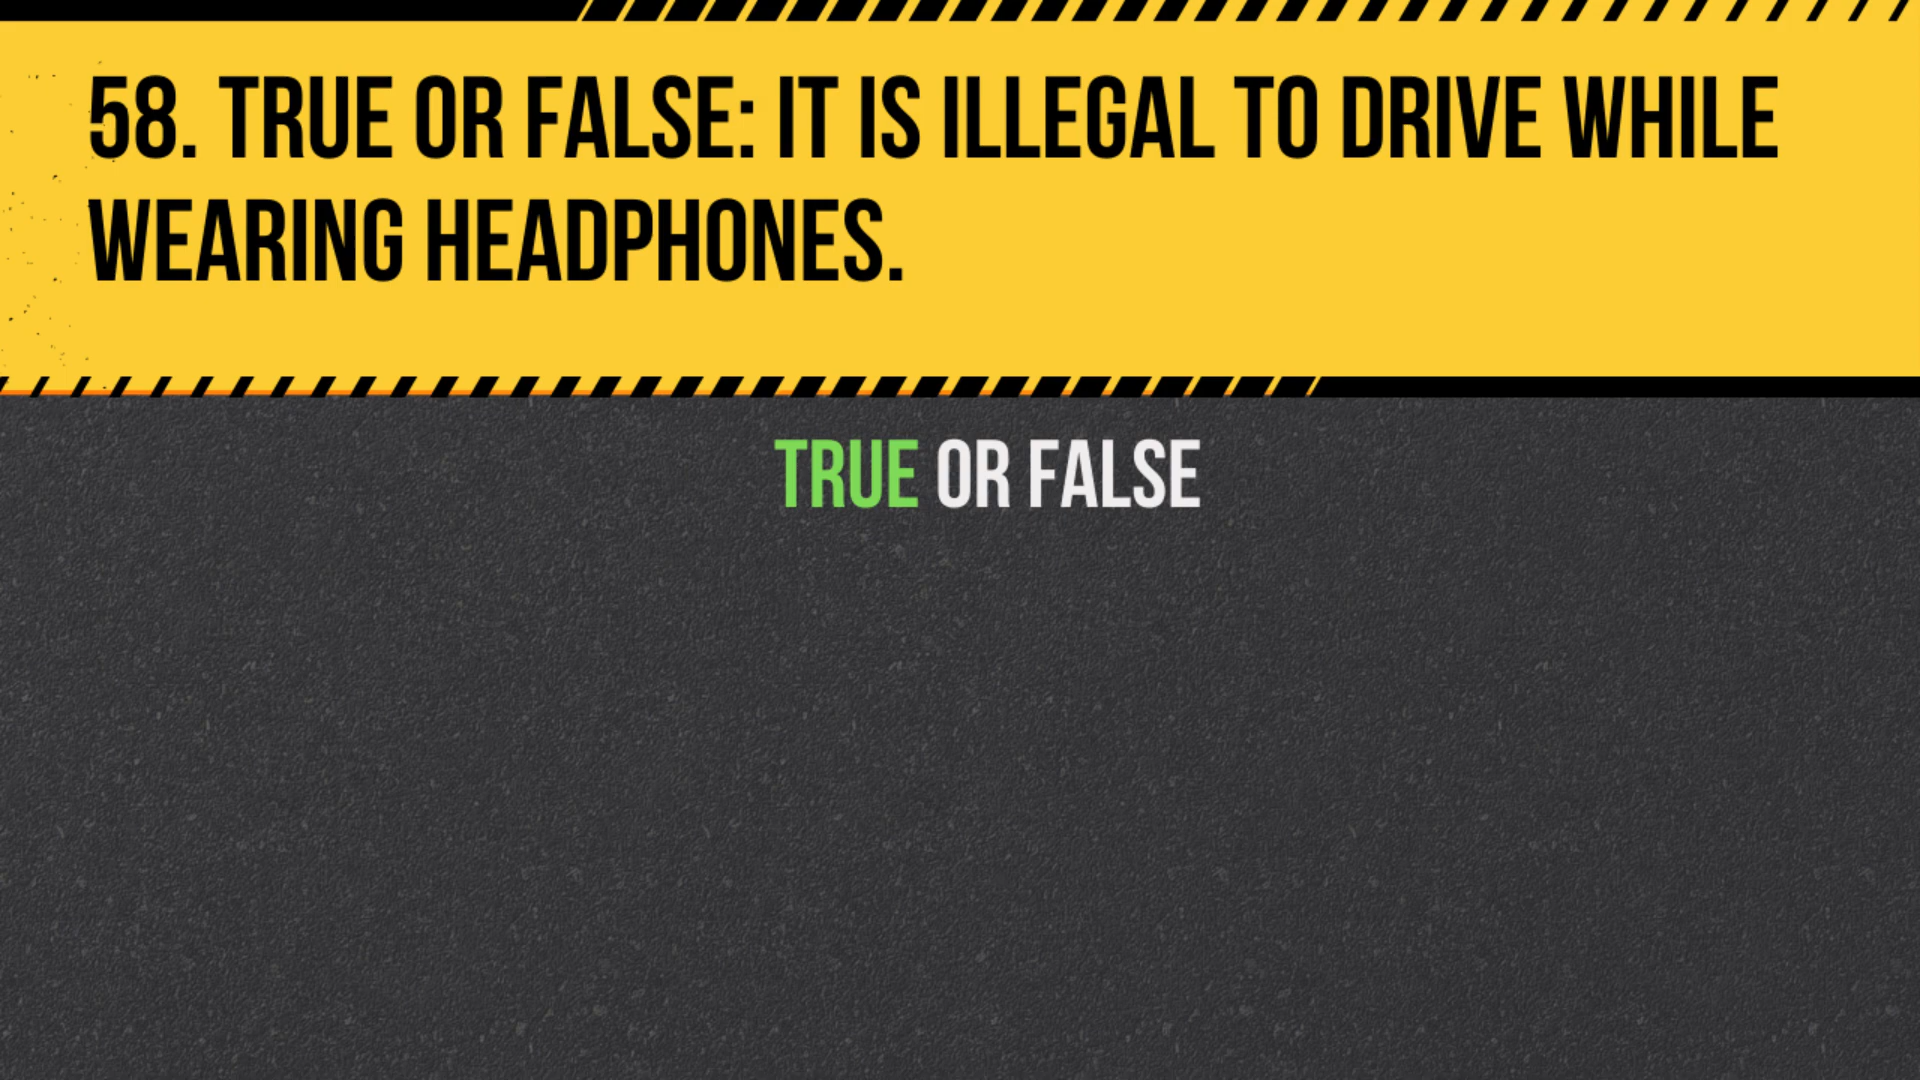 58. TRUE OR FALSE: IT IS ILLEGAL TO DRIVE WHILE
WEARING HEADPHONES.
TRUE OR FALSE